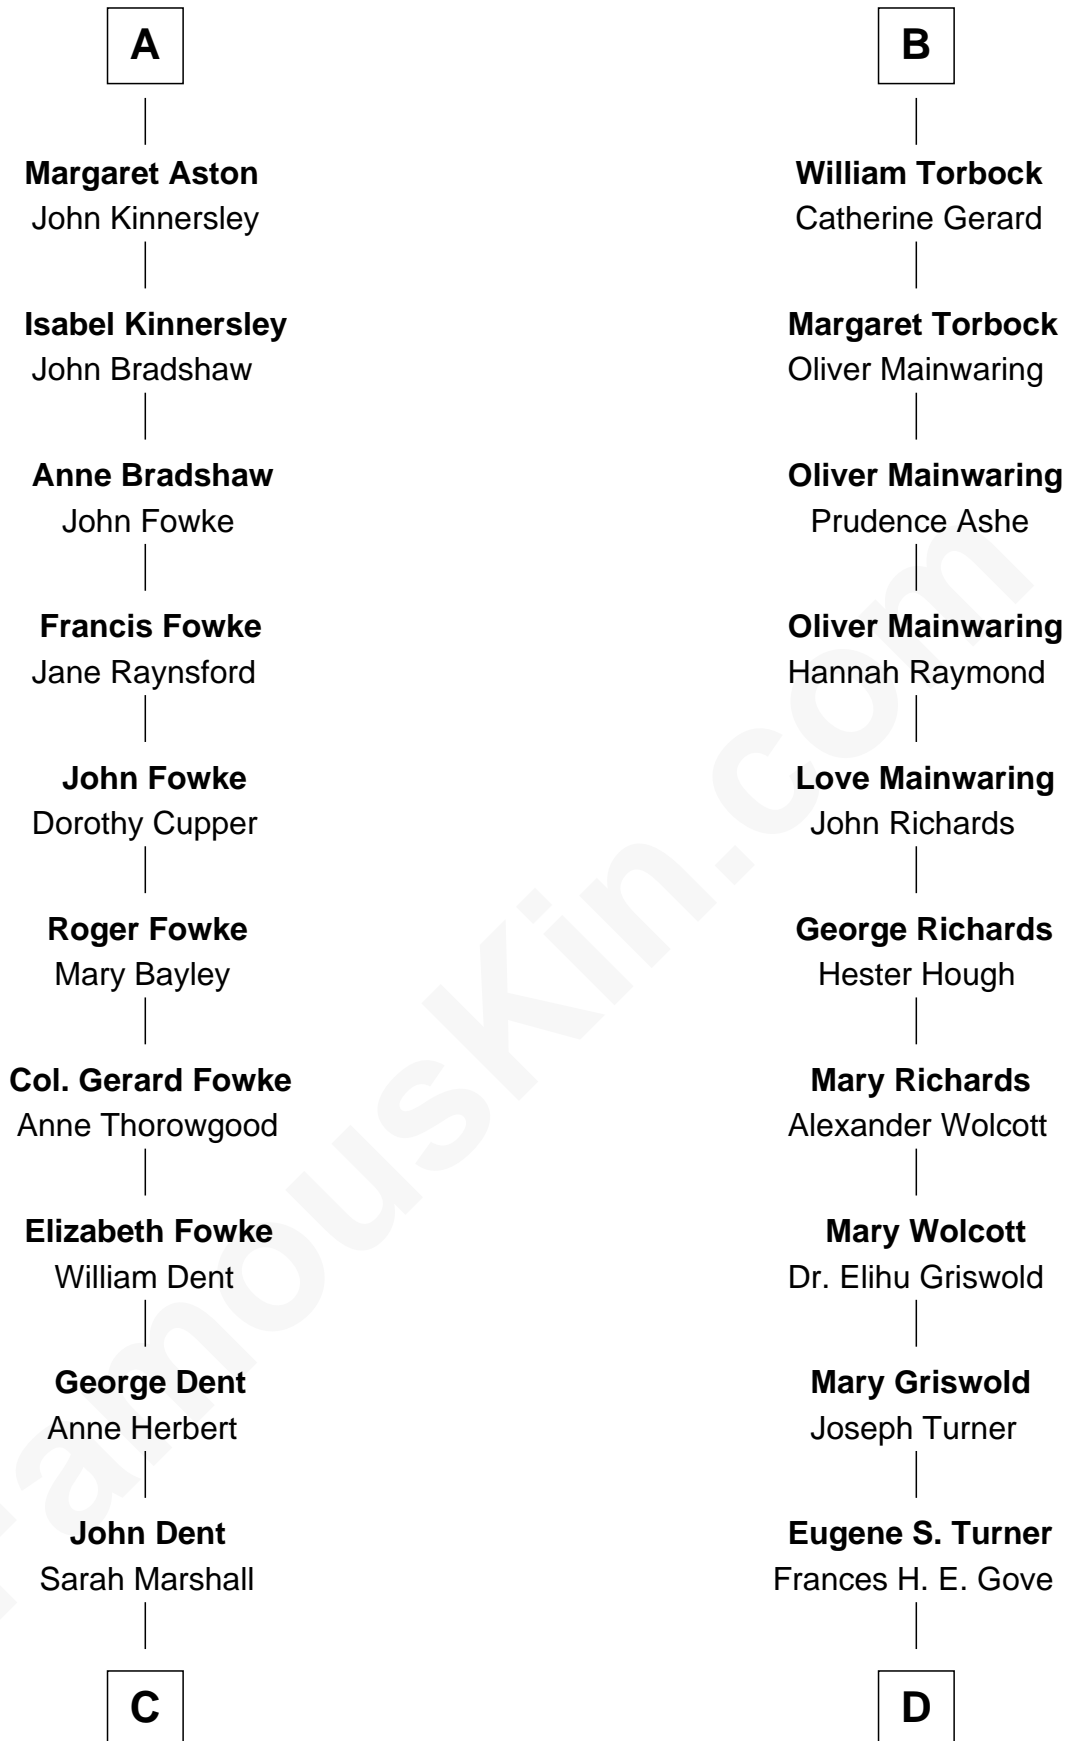 A
Margaret Aston
John Kinnersley
Isabel Kinnersley
John Bradshaw
Anne Bradshaw
John Fowke
Francis Fowke
Jane Raynsford
John Fowke
Dorothy Cupper
Roger Fowke
Mary Bayley
Col. Gerard Fowke
Anne Thorowgood
Elizabeth Fowke
William Dent
George Dent
Anne Herbert
John Dent
Sarah Marshall
C
B
William Torbock
Catherine Gerard
Margaret Torbock
Oliver Mainwaring
Oliver Mainwaring
Prudence Ashe
Oliver Mainwaring
Hannah Raymond
Love Mainwaring
John Richards
George Richards
Hester Hough
Mary Richards
Alexander Wolcott
Mary Wolcott
Dr. Elihu Griswold
Mary Griswold
Joseph Turner
Eugene S. Turner
Frances H. E. Gove
D
FamousKin.com